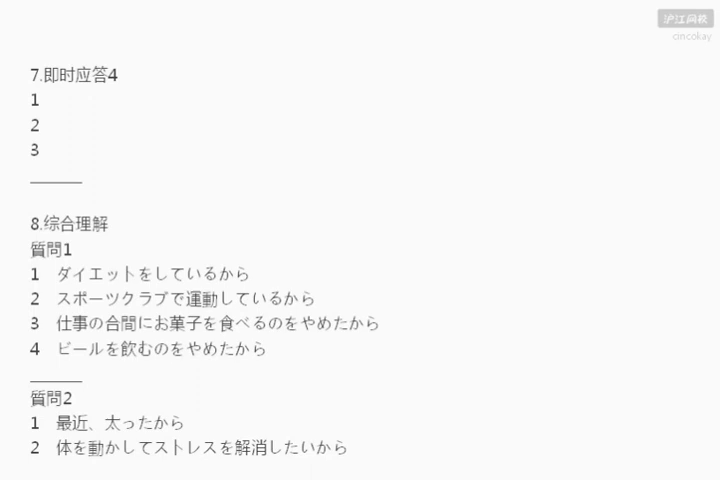 沪江网校
cincokay
7.即时应答4
1
2
3
8.综合理解
質問1
1 ダイエットをしているから
2 スポーツクラブで運動しているから
3 仕事の合間にお菓子を食べるのをやめたから
4 ビールを飲むのをやめたから
質問2
1 最近、太ったから
2 体を動かしてストレスを解消したいから